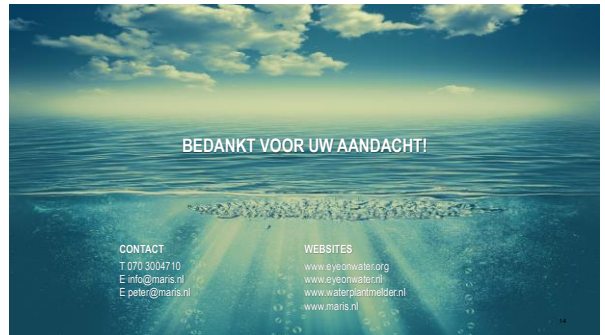 BEDANKT VOOR UW AANDACHT!
CONTACT
T 070 3004710
E info@maris.nl
E peter@maris.nl
WEBSITES
www.eyeonwater.org
www.eyeonwater.nl
www.waterplantmelder.nl
www.maris.nl